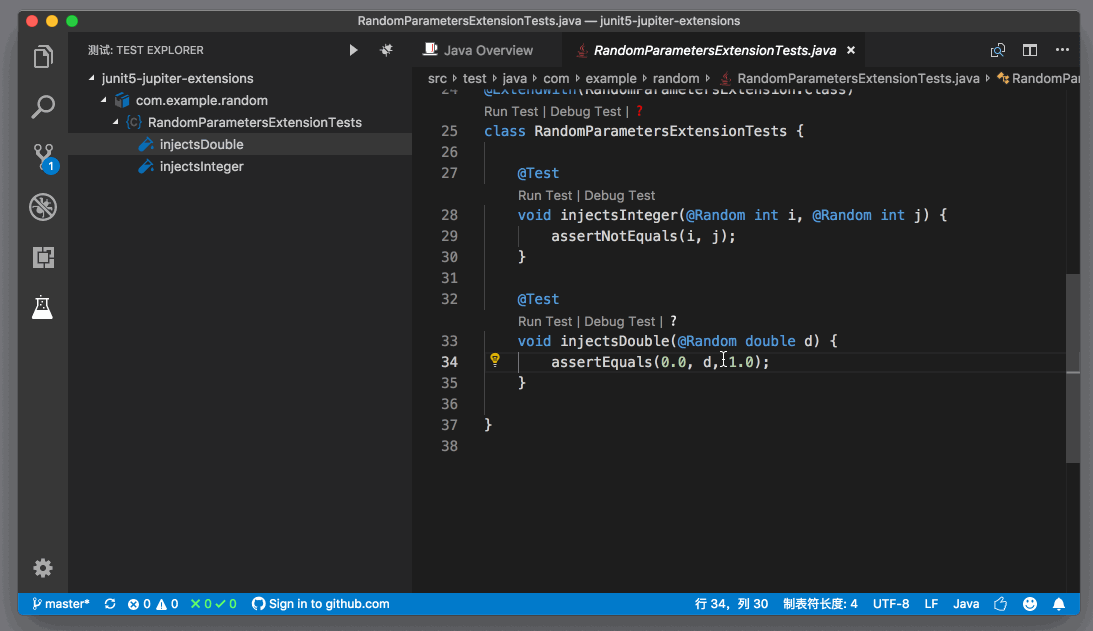 RandomParametersExtensionTests.java — junit5-jupiter-extensions
测试: TEST EXPLORER
junit5-jupiter-extensions
com.example.random
{C} RandomParametersExtensionTests
injectsDouble
injectsInteger
1
Java Overview
RandomParametersExtensionTests.java
src test java com example random RandomParametersExtensionTests.java RandomPar
24 @ExtendWith(RandomParametersExtension.class)
Run Test | Debug Test | ?
25 class RandomParametersExtensionTests {
26
27 @Test
Run Test | Debug Test
28 void injectsInteger(@Random int i, @Random int j) {
29 assertNotEquals(i, j);
30 }
31
32 @Test
Run Test | Debug Test | ?
33 void injectsDouble(@Random double d) {
34 assertEquals(0.0, d, 1.0);
35 }
36
37 }
38
master* 0 0 0 0 Sign in to github.com 行 34，列 30 制表符长度: 4 UTF-8 LF Java